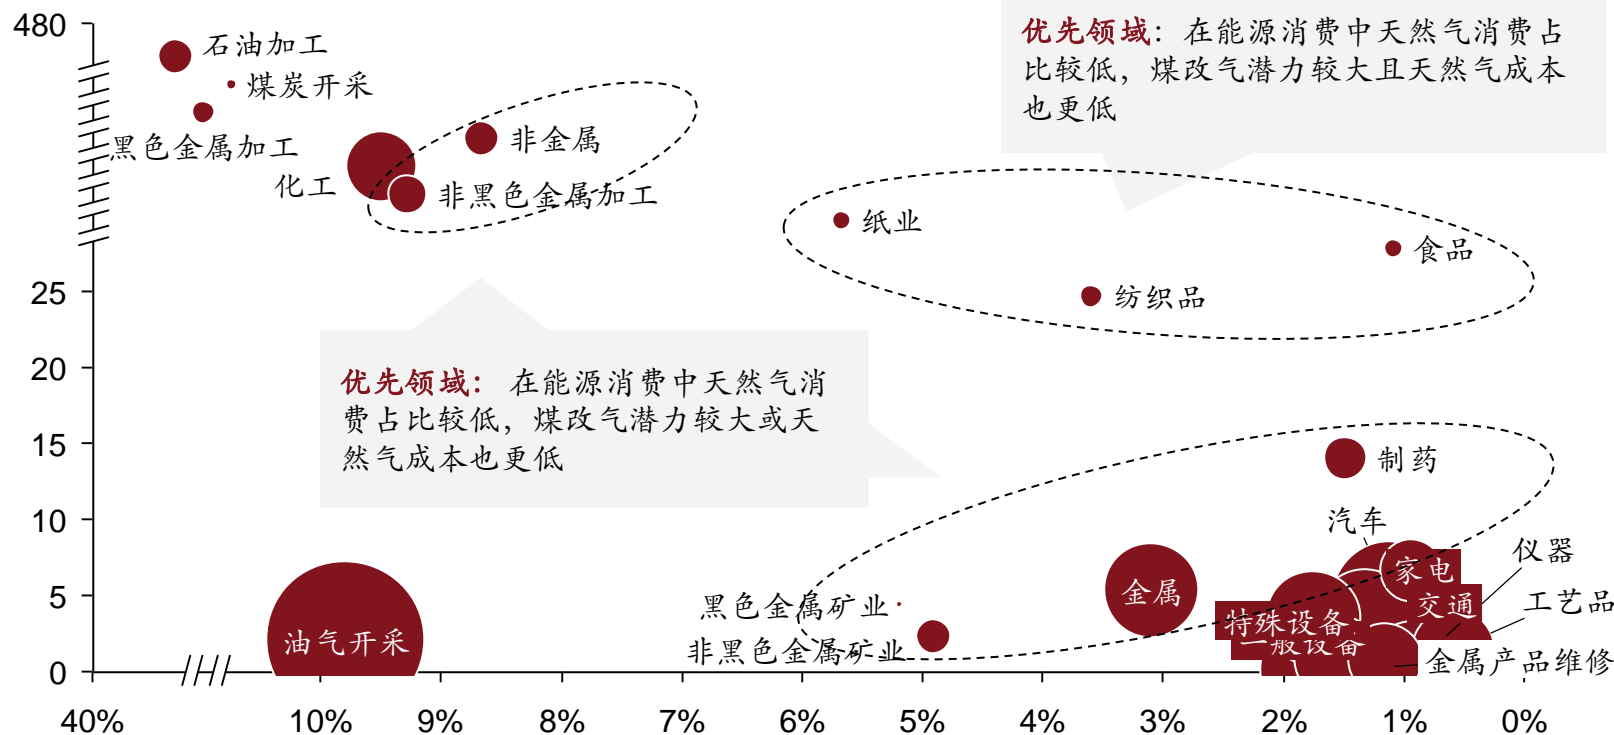 480
石油加工
煤炭开采
黑色金属加工
化工
非金属
非黑色金属加工
优先领域：在能源消费中天然气消费占
比较低，煤改气潜力较大且天然气成本
也更低
纸业
食品
纺织品
25
20
15
10
5
0
优先领域： 在能源消费中天然气消
费占比较低，煤改气潜力较大或天
然气成本也更低
制药
汽车
家电
仪器
金属
交通
工艺品
黑色金属矿业
特殊设备
油气开采
非黑色金属矿业
一般设备
金属产品维修
40%
10%
9%
8%
7%
6%
5%
4%
3%
2%
1%
0%